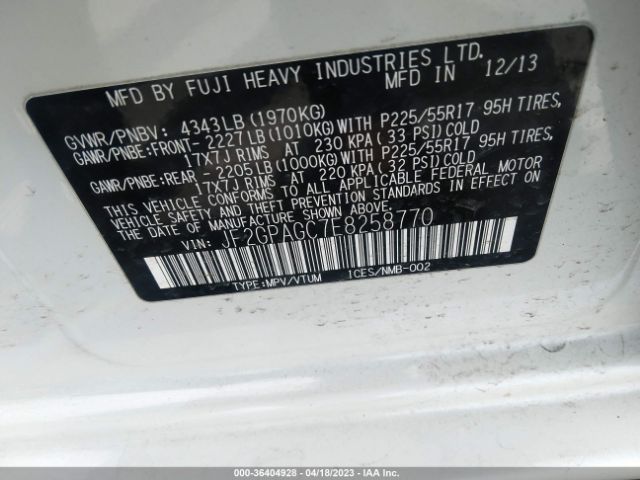 MFD BY FUJI HEAVY INDUSTRIES LTD.
MFD IN 12/13
GVWR/PNBV: 4343LB (1970KG)
GAWR/PNBE:FRONT- 2227LB (1010KG) WITH P225/55R17 95H TIRES,
17X7J RIMS AT 230 KPA (33 PSI) COLD
GAWR/PNBE:REAR - 2205LB (1000KG) WITH P225/55R17 95H TIRES,
17X7J RIMS AT 220 KPA (32 PSI) COLD
THIS VEHICLE CONFORMS TO ALL APPLICABLE FEDERAL MOTOR
VEHICLE SAFETY AND BUMPER STANDARDS IN EFFECT ON THE
DATE OF MANUFACTURE SHOWN ABOVE.
VIN: JF2GPAGC7E8258770
TYPE:MPV/VTUM ICES/NMB-002
000-36404928 - 04/18/2023 - IAA Inc.